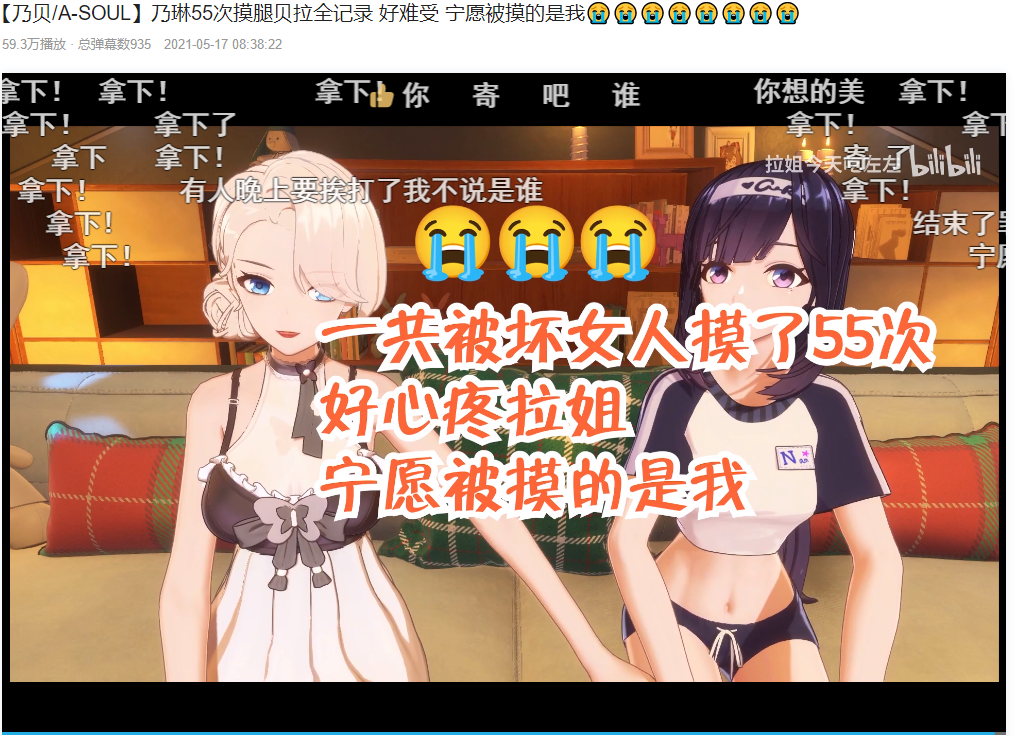 【乃贝/A-SOUL】乃琳55次摸腿贝拉全记录 好难受 宁愿被摸的是我😭😭😭😭😭😭😭😭
59.3万播放 · 总弹幕数935 2021-05-17 08:38:22
拿下! 拿下! 拿下! 👍你 寄 吧 谁 你想的美 拿下!
拿下! 拿下了 拿下! 拿下
拿下 拿下! 拉姐今天吃左左 寄 了 bilibili
拿下! 有人晚上要挨打了我不说是谁 拿下!
拿下! 结束了
拿下! 宁
😭😭😭
一共被坏女人摸了55次
好心疼拉姐
宁愿被摸的是我
N